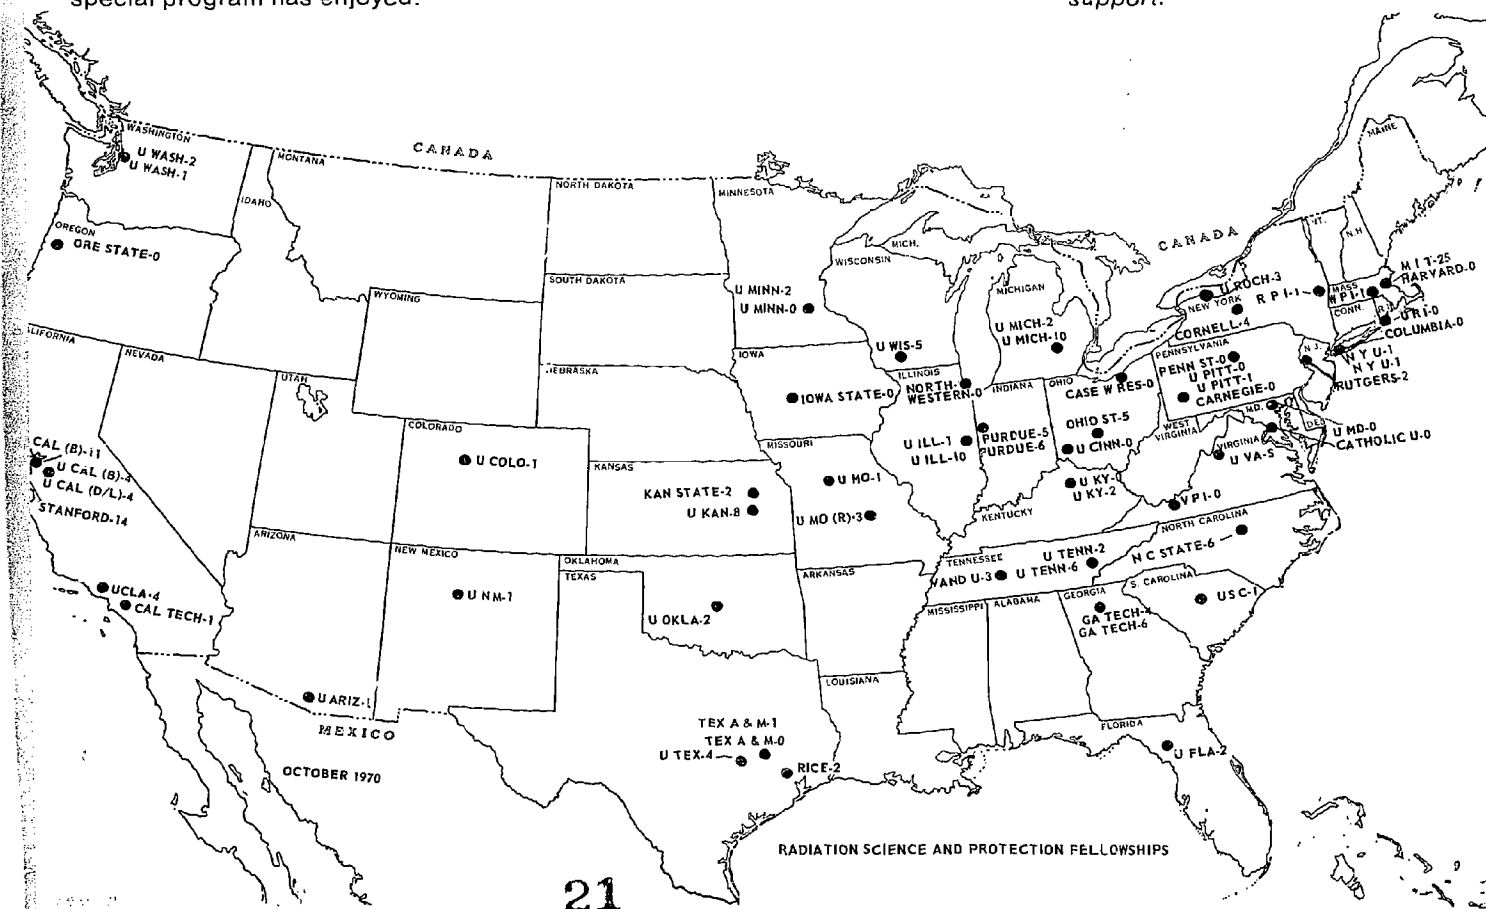 special program has enjoyed.
support.
CANADA
WASHINGTON
U WASH-2
U WASH-1
MONTANA
IDAHO
NORTH DAKOTA
MINNESOTA
MAINE
OREGON
ORE STATE-0
WYOMING
SOUTH DAKOTA
U MINN-2
U MINN-0
MICH.
WISCONSIN
MICHIGAN
U MICH-2
U MICH-10
CANADA
VT.
N.H
M I T-25
HARVARD-0
U ROCH-3
R P I-1
MASS
WPI-1
NEW YORK
CONN.
R.I.
URI-0
CORNELL-4
COLUMBIA-0
ALIFORNIA
NEVADA
UTAH
IOWA
U WIS-5
PENNSYLVANIA
PENN ST-0
U PITT-0
U PITT-1
CARNEGIE-0
N.J.
N Y U-1
N Y U-1
RUTGERS-2
EBRASKA
IOWA STATE-0
ILLINOIS
NORTH-
WESTERN-0
INDIANA
OHIO
CASE W RES-0
COLORADO
U COLO-1
MISSOURI
U ILL-1
U ILL-10
PURDUE-5
PURDUE-6
OHIO ST-5
U CINN-0
WEST
VIRGINIA
MD.
U MD-0
CATHOLIC U-0
VIRGINIA
U VA-5
CAL (B)-11
U CAL (B)-4
U CAL (D/L)-4
STANFORD-14
KANSAS
KAN STATE-2
U KAN-8
U MO-1
U MO (R)-3
U KY-0
U KY-2
KENTUCKY
VPI-0
ARIZONA
NEW MEXICO
OKLAHOMA
TEXAS
ARKANSAS
TENNESSEE
VAND U-3
U TENN-2
U TENN-6
NORTH CAROLINA
N C STATE-6
UCLA-4
CAL TECH-1
U NM-1
U OKLA-2
MISSISSIPPI
ALABAMA
GEORGIA
GA TECH-4
GA TECH-6
S. CAROLINA
USC-1
U ARIZ-1
MEXICO
LOUISIANA
TEX A & M-1
TEX A & M-0
U TEX-4
RICE-2
FLORIDA
U FLA-2
OCTOBER 1970
RADIATION SCIENCE AND PROTECTION FELLOWSHIPS
21